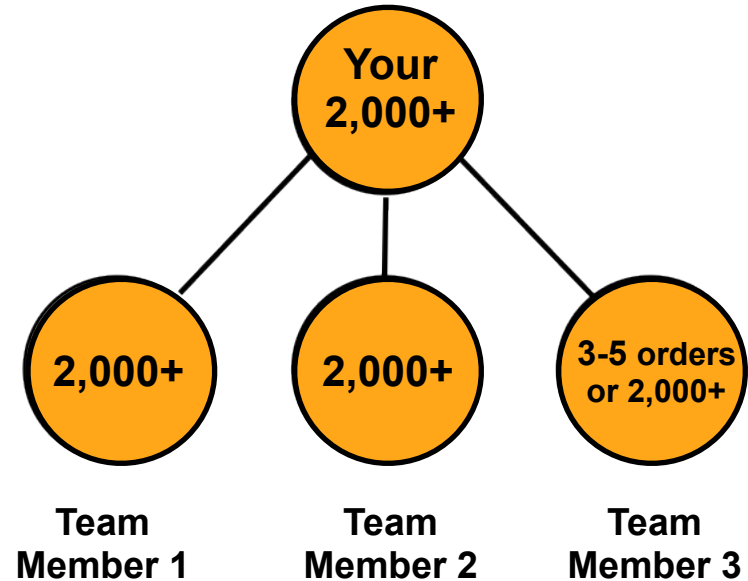 Your
2,000+
2,000+
2,000+
3-5 orders
or 2,000+
Team
Member 1
Team
Member 2
Team
Member 3